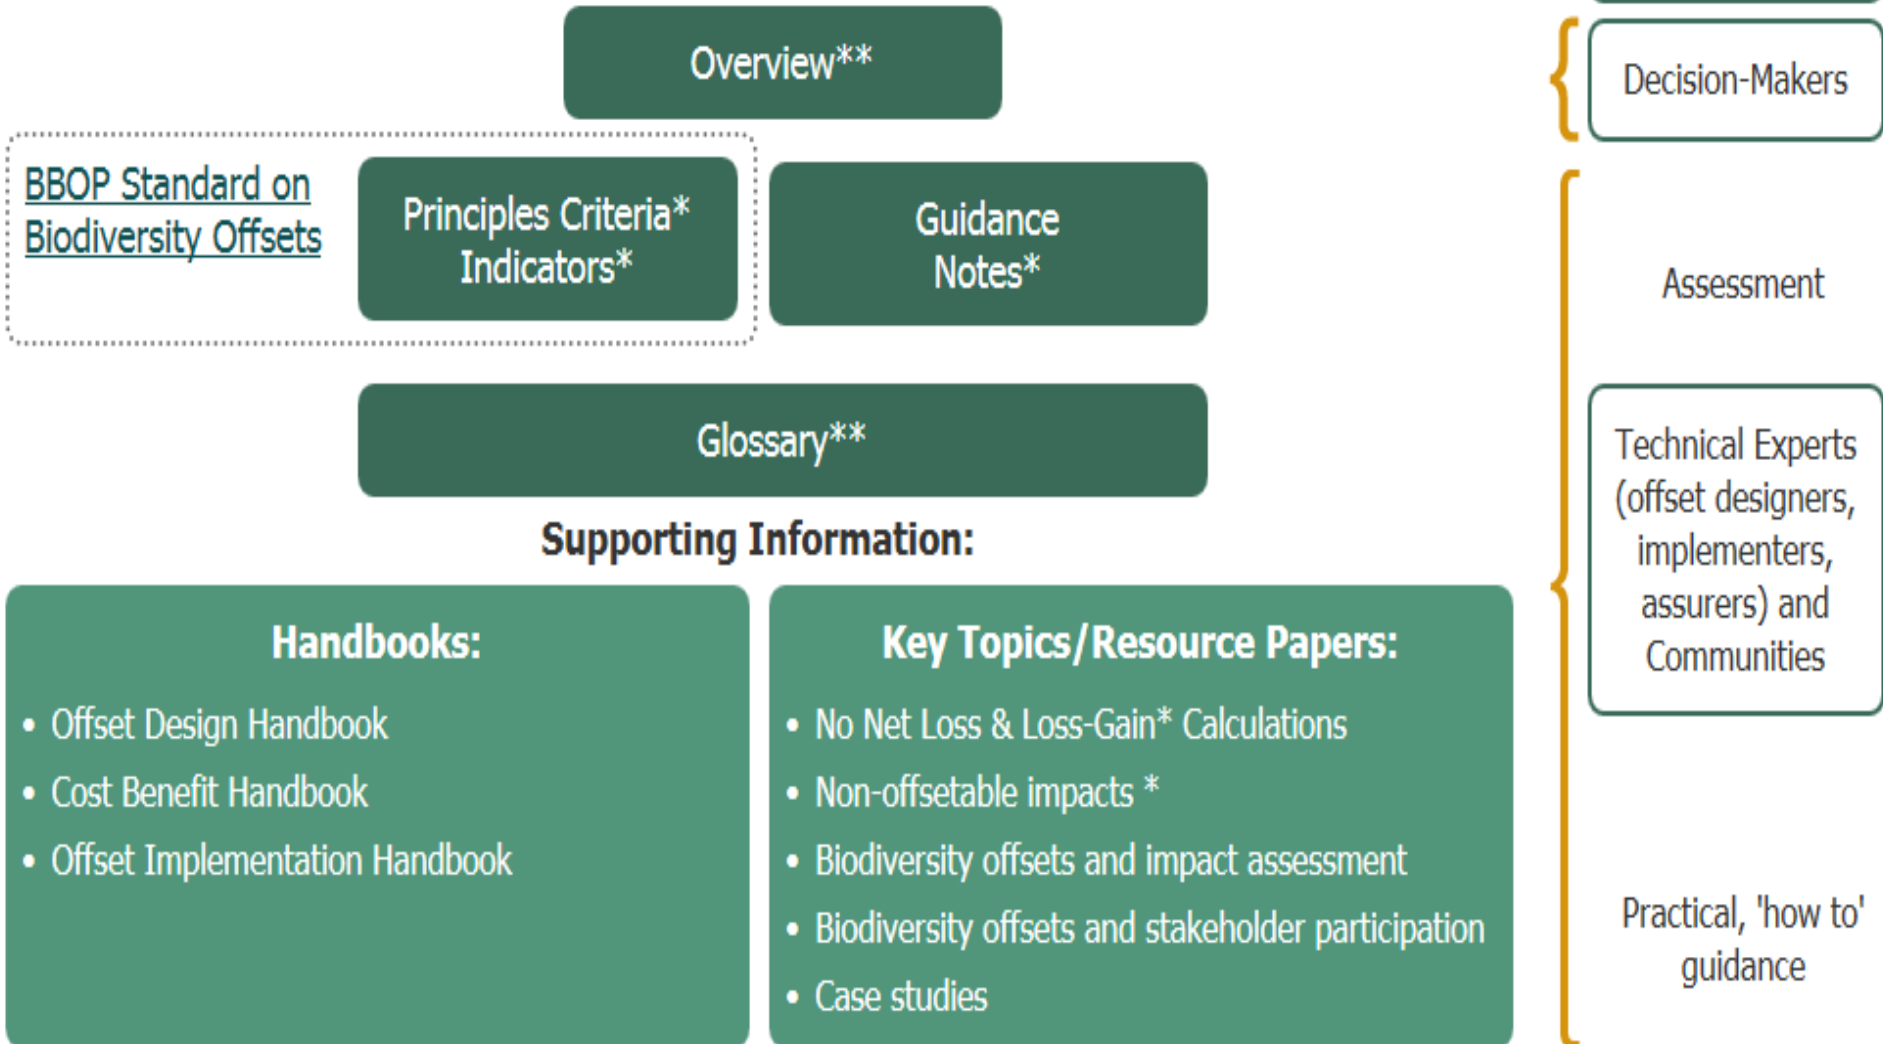 Overview**
Decision-Makers
BBOP Standard on
Biodiversity Offsets
Principles Criteria*
Indicators*
Guidance
Notes*
Assessment
Glossary**
Technical Experts
(offset designers,
implementers,
assurers) and
Communities
Supporting Information:
Handbooks:
• Offset Design Handbook
• Cost Benefit Handbook
• Offset Implementation Handbook
Key Topics/Resource Papers:
• No Net Loss & Loss-Gain* Calculations
• Non-offsetable impacts *
• Biodiversity offsets and impact assessment
• Biodiversity offsets and stakeholder participation
• Case studies
Practical, 'how to'
guidance